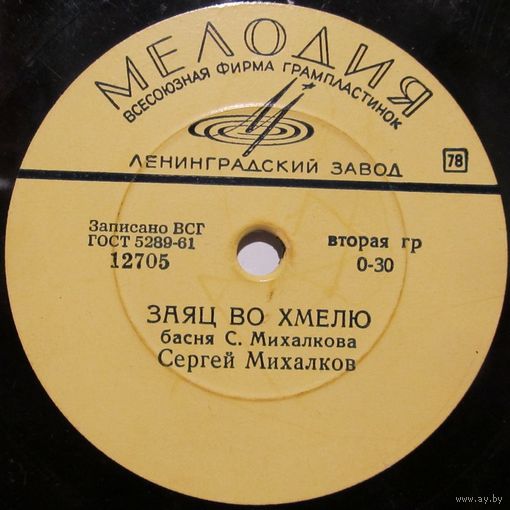 МЕЛОДИЯ
ВСЕСОЮЗНАЯ ФИРМА ГРАМПЛАСТИНОК
ЛЕНИНГРАДСКИЙ ЗАВОД
78
Записано ВСГ
ГОСТ 5289-61
12705
вторая гр
0-30
ЗАЯЦ ВО ХМЕЛЮ
басня С. Михалкова
Сергей Михалков
www.ay.by